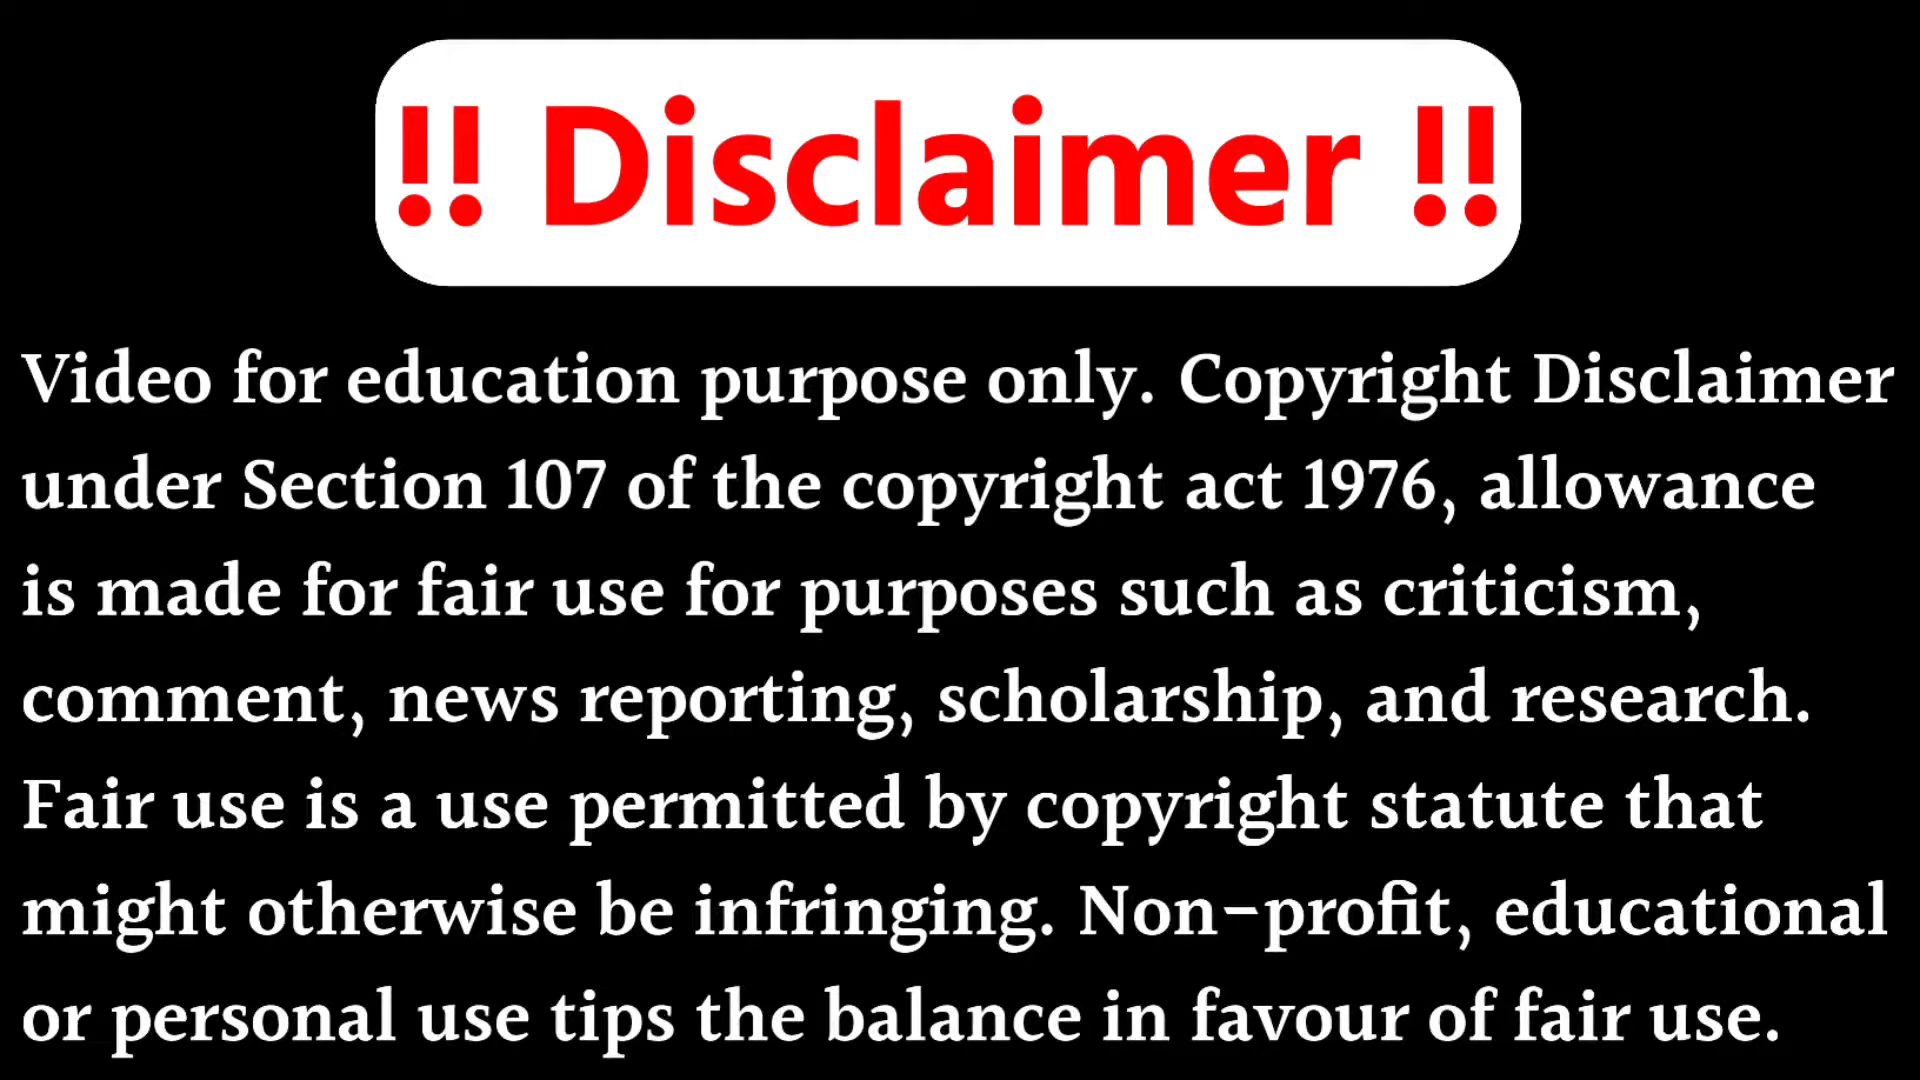 !! Disclaimer !!
Video for education purpose only. Copyright Disclaimer
under Section 107 of the copyright act 1976, allowance
is made for fair use for purposes such as criticism,
comment, news reporting, scholarship, and research.
Fair use is a use permitted by copyright statute that
might otherwise be infringing. Non-profit, educational
or personal use tips the balance in favour of fair use.